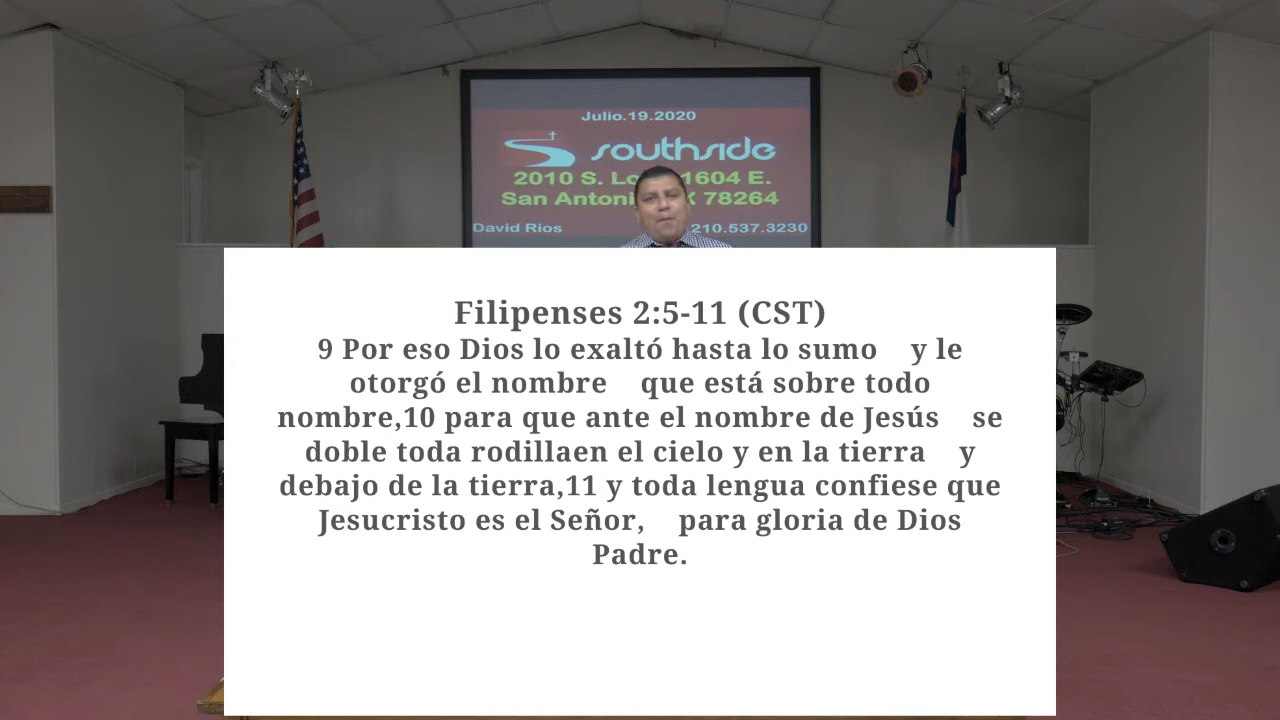 Julio.19.2020
southside
2010 S. Lo 1604 E.
San Antoni X 78264
David Rios 210.537.3230
Filipenses 2:5-11 (CST)
9 Por eso Dios lo exaltó hasta lo sumo    y le
otorgó el nombre    que está sobre todo
nombre,10 para que ante el nombre de Jesús    se
doble toda rodillaen el cielo y en la tierra    y
debajo de la tierra,11 y toda lengua confiese que
Jesucristo es el Señor,    para gloria de Dios
Padre.